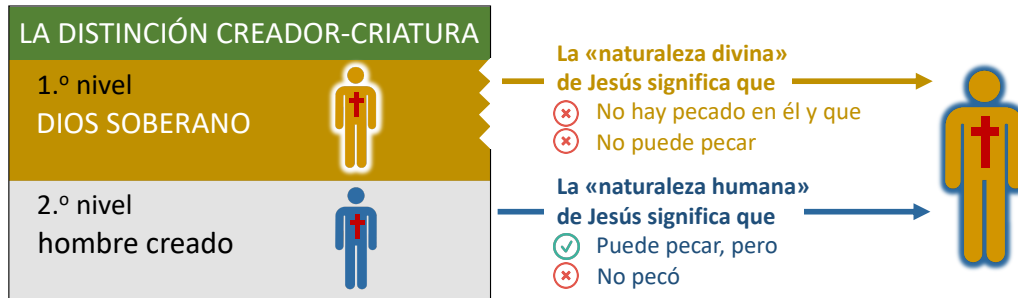 LA DISTINCIÓN CREADOR-CRIATURA
1.º nivel
DIOS SOBERANO
2.º nivel
hombre creado
La «naturaleza divina»
de Jesús significa que
No hay pecado en él y que
No puede pecar
La «naturaleza humana»
de Jesús significa que
Puede pecar, pero
No pecó